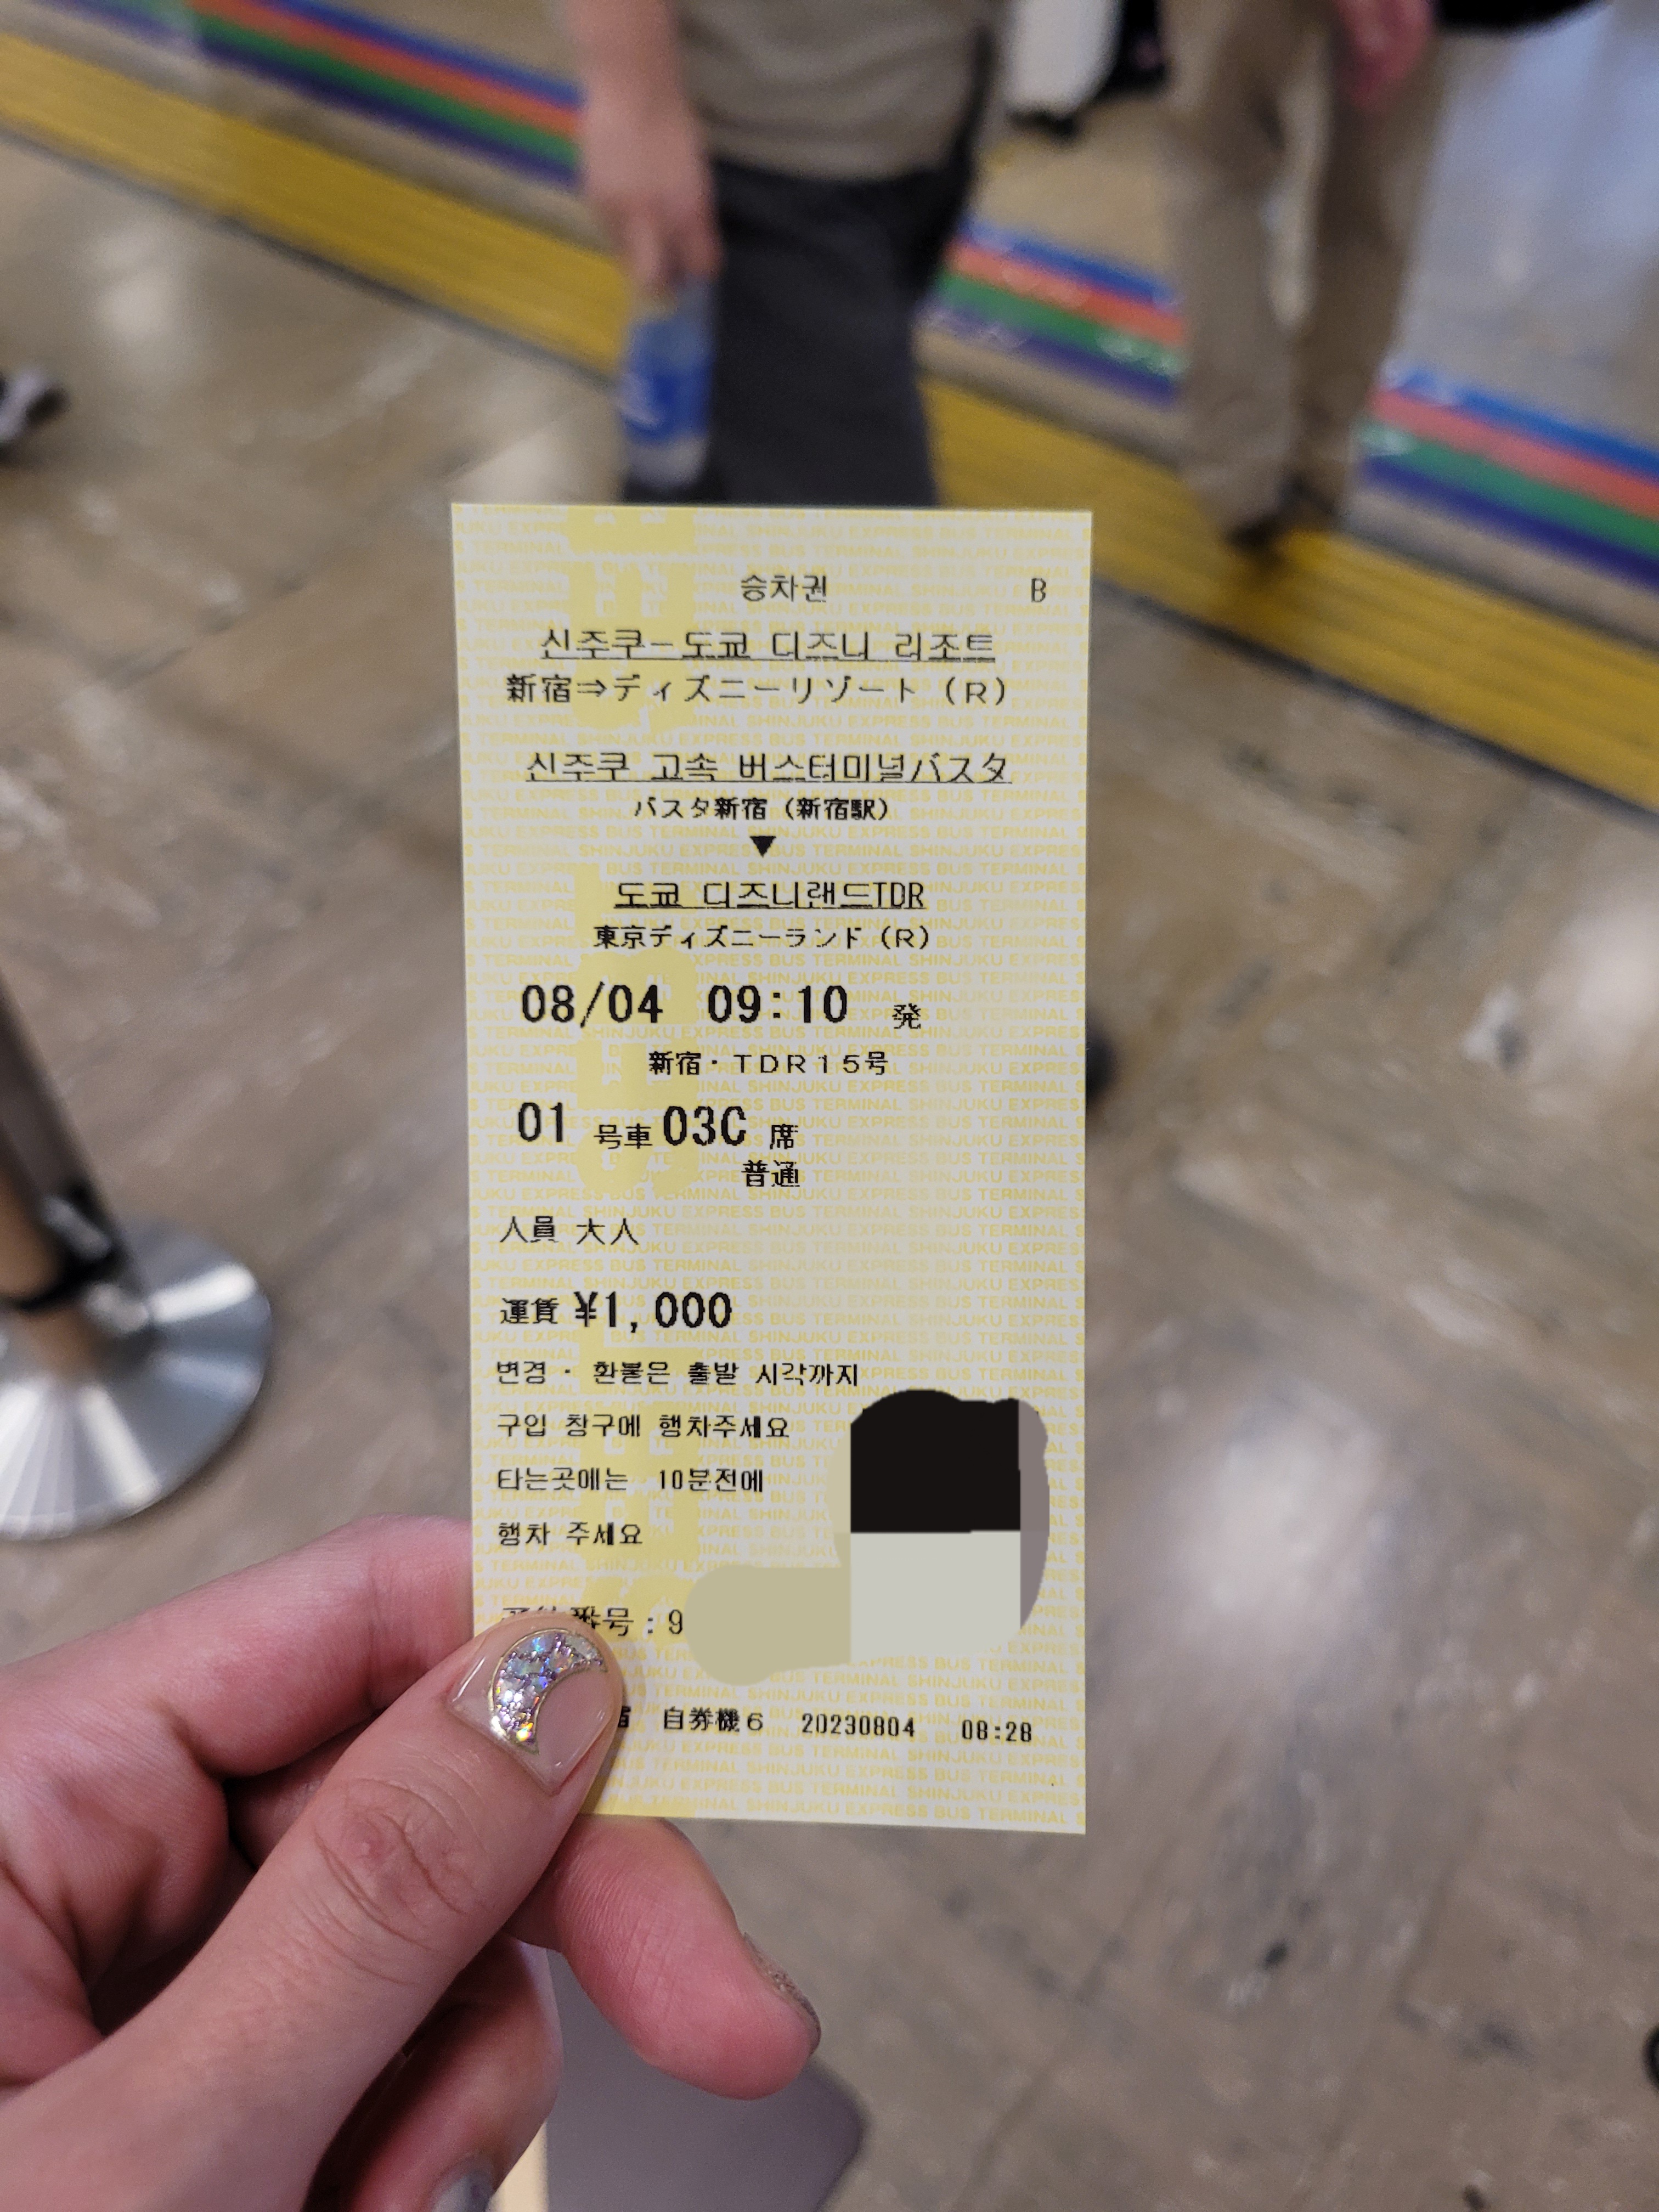 승차권 B
신주쿠-도쿄 디즈니 리조트
新宿⇒ディズニーリゾート（R）
신주쿠 고속 버스터미널バスタ
バスタ新宿（新宿駅）
▼
도쿄 디즈니랜드TDR
東京ディズニーランド（R）
08/04 09:10 発
新宿・TDR15号
01 号車 03C 席
普通
人員 大人
運賃 ¥1,000
변경 · 환불은 출발 시각까지
구입 창구에 행차주세요
타는곳에는 10분전에
행차 주세요
番号:9
自券機6 20230804 08:28